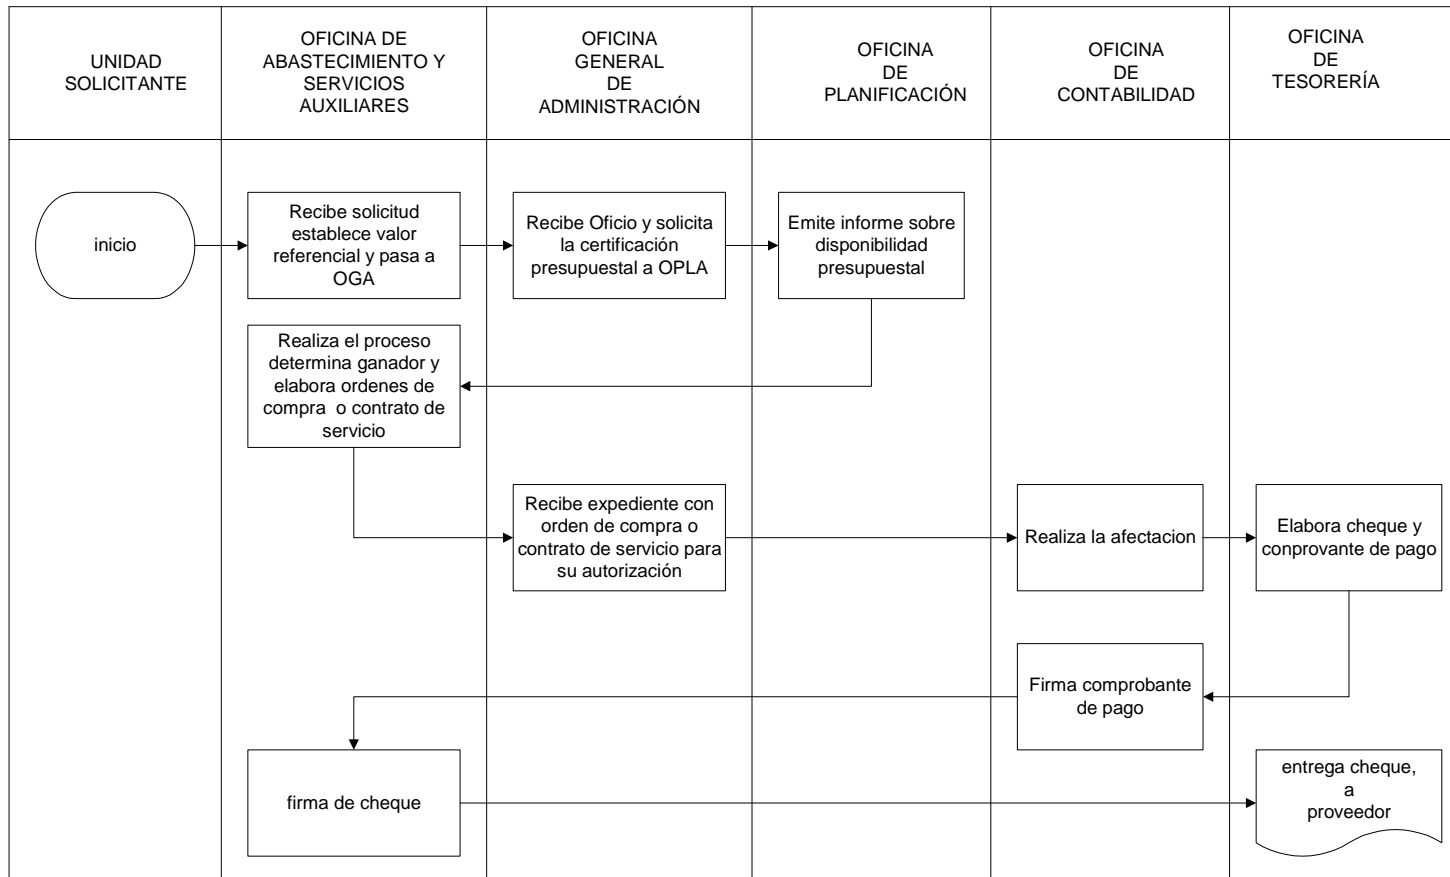 UNIDAD
SOLICITANTE
OFICINA DE
ABASTECIMIENTO Y
SERVICIOS
AUXILIARES
OFICINA
GENERAL
DE
ADMINISTRACIÓN
OFICINA
DE
PLANIFICACIÓN
OFICINA
DE
CONTABILIDAD
OFICINA
DE
TESORERÍA
inicio
Recibe solicitud
establece valor
referencial y pasa a
OGA
Recibe Oficio y solicita
la certificación
presupuestal a OPLA
Emite informe sobre
disponibilidad
presupuestal
Realiza el proceso
determina ganador y
elabora ordenes de
compra o contrato de
servicio
Recibe expediente con
orden de compra o
contrato de servicio para
su autorización
Realiza la afectacion
Elabora cheque y
conprovante de pago
Firma comprobante
de pago
firma de cheque
entrega cheque,
a
proveedor